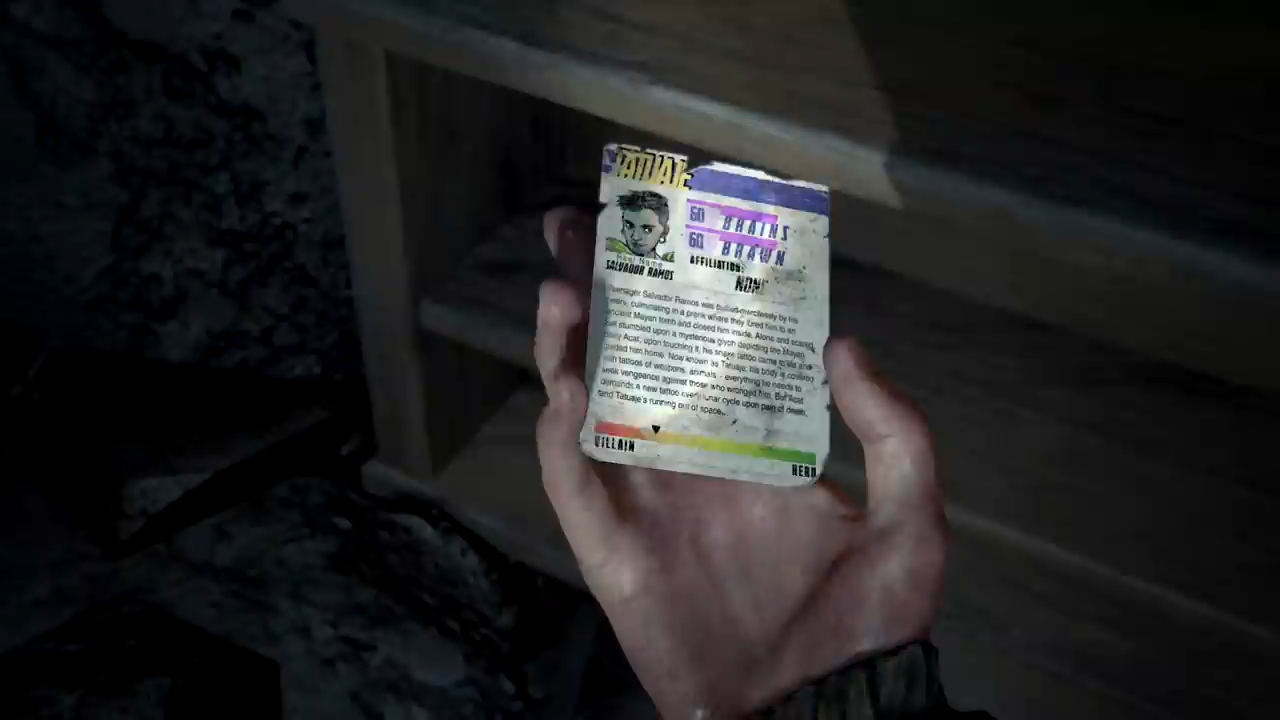 TATUAJE
60 BRAINS
60 BRAWN
AFFILIATION:
NONE
Real Name
SALVADOR RAMOS
Teenager Salvador Ramos was bullied mercilessly by his
peers, culminating in a prank where they lured him to an
ancient Mayan tomb and closed him inside. Alone and scared,
stumbled upon a mysterious glyph depicting the Mayan
deity Acat; upon touching it, his snake tattoo came to life and
guided him home. Now known as Tatuaje, his body is covered
with tattoos of weapons, animals - everything he needs to
seek vengeance against those who wronged him. But Acat
demands a new tattoo every lunar cycle upon pain of death,
and Tatuaje's running out of space...
VILLAIN
HERO